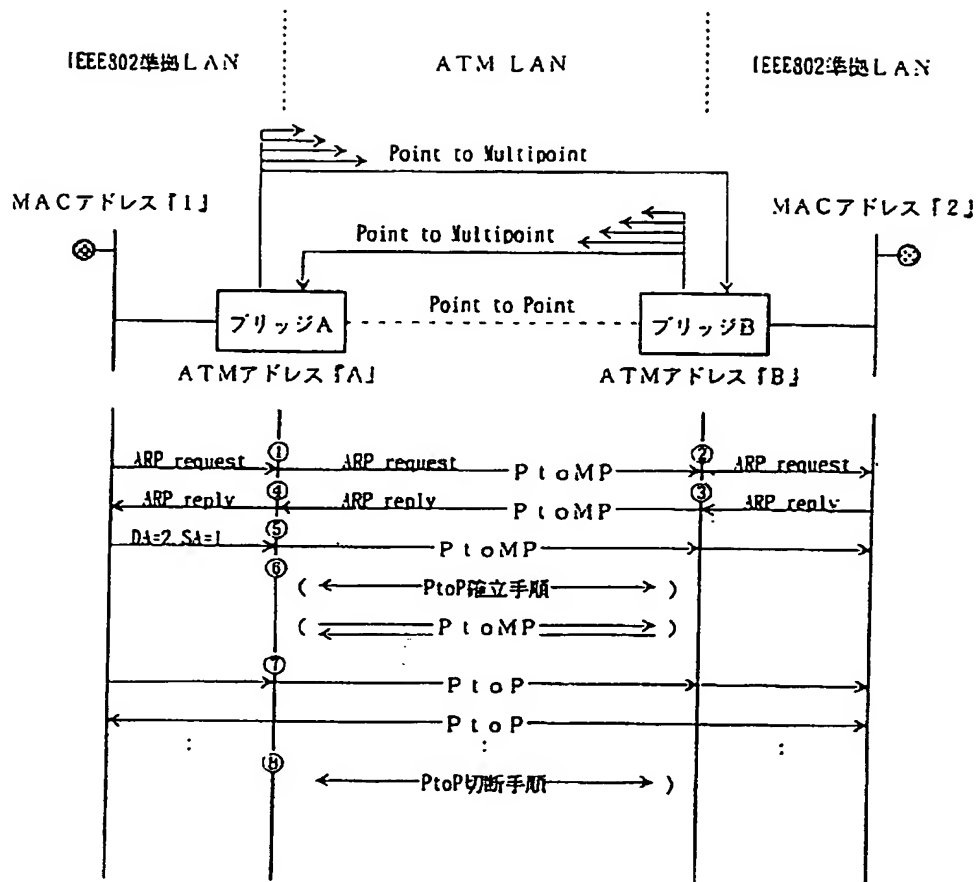 IEEE802準拠LAN
ATM LAN
IEEE802準拠LAN
Point to Multipoint
MACアドレス『1』
MACアドレス『2』
Point to Multipoint
Point to Point
ブリッジA
ブリッジB
ATMアドレス『A』
ATMアドレス『B』
① ②
ARP request ARP request PtoMP ARP request
④ ③
ARP reply ARP reply PtoMP ARP reply
⑤
DA=2 SA=1 PtoMP
⑥
( PtoP確立手順 )
( PtoMP )
⑦
PtoP
PtoP
⑧
PtoP切断手順 )